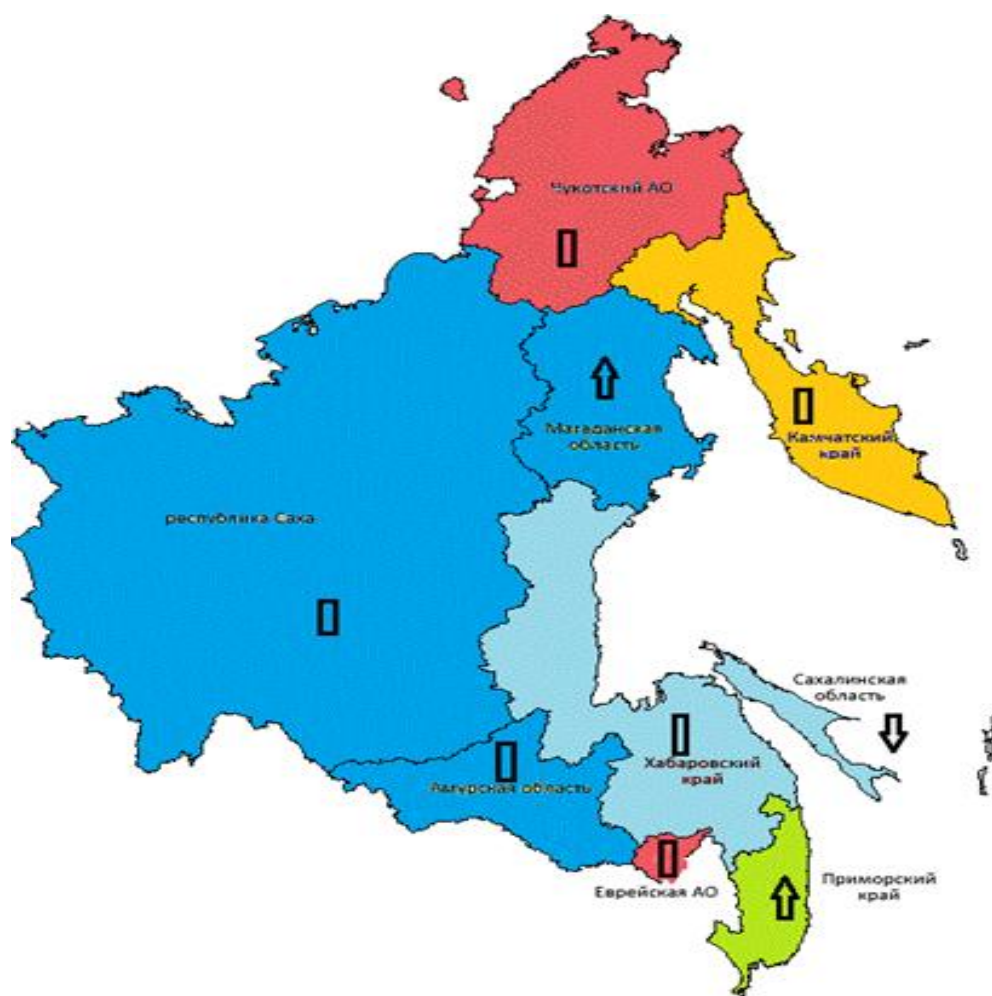 Чукотский АО
Магаданская
область
Камчатский
край
республика Саха
Сахалинская
область
Хабаровский
край
Амурская область
Еврейская АО
Приморский
край